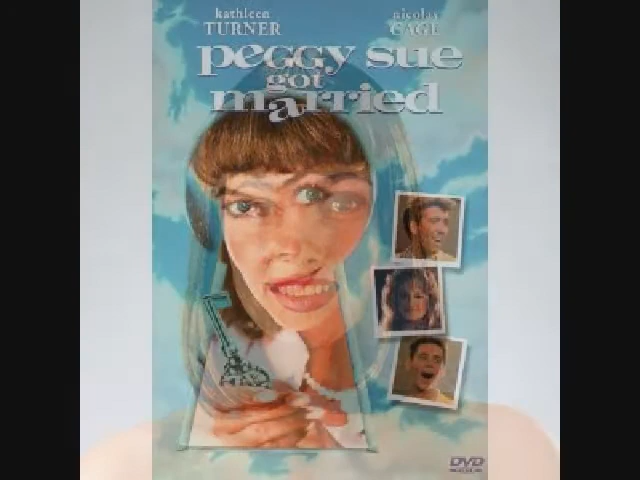 kathleen nicolas
TURNER CAGE
peggy sue
got
married
DVD